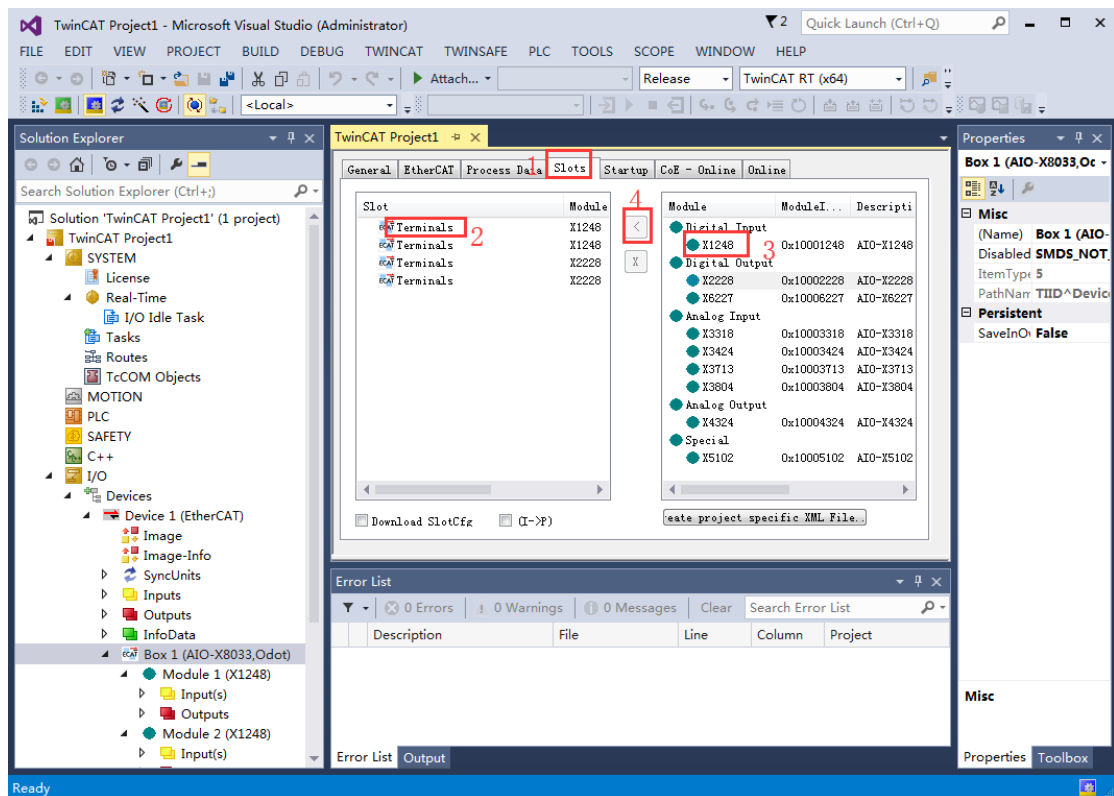 TwinCAT Project1 - Microsoft Visual Studio (Administrator)
2
Quick Launch (Ctrl+Q)
FILE EDIT VIEW PROJECT BUILD DEBUG TWINCAT TWINSAFE PLC TOOLS SCOPE WINDOW HELP
Attach...
Release
TwinCAT RT (x64)
<Local>
Solution Explorer
Search Solution Explorer (Ctrl+;)
Solution 'TwinCAT Project1' (1 project)
TwinCAT Project1
SYSTEM
License
Real-Time
I/O Idle Task
Tasks
Routes
TcCOM Objects
MOTION
PLC
SAFETY
C++
I/O
Devices
Device 1 (EtherCAT)
Image
Image-Info
SyncUnits
Inputs
Outputs
InfoData
Box 1 (AIO-X8033,Odot)
Module 1 (X1248)
Input(s)
Outputs
Module 2 (X1248)
Input(s)
TwinCAT Project1
General EtherCAT Process Data 1 Slots Startup CoE - Online Online
Slot Module
Terminals X1248
2
Terminals X1248
Terminals X2228
Terminals X2228
4
<
X
Module ModuleI... Descripti
Digital Input
X1248 0x10001248 AIO-X1248
3
Digital Output
X2228 0x10002228 AIO-X2228
X6227 0x10006227 AIO-X6227
Analog Input
X3318 0x10003318 AIO-X3318
X3424 0x10003424 AIO-X3424
X3713 0x10003713 AIO-X3713
X3804 0x10003804 AIO-X3804
Analog Output
X4324 0x10004324 AIO-X4324
Special
X5102 0x10005102 AIO-X5102
Download SlotCfg (I->P)
reate project specific XML File..
Error List
0 Errors 0 Warnings 0 Messages Clear Search Error List
Description File Line Column Project
Error List Output
Properties
Box 1 (AIO-X8033,Oc
Misc
(Name) Box 1 (AIO-
Disabled SMDS_NOT_
ItemType 5
PathNam TIID^Device
Persistent
SaveInOv False
Misc
Properties Toolbox
Ready